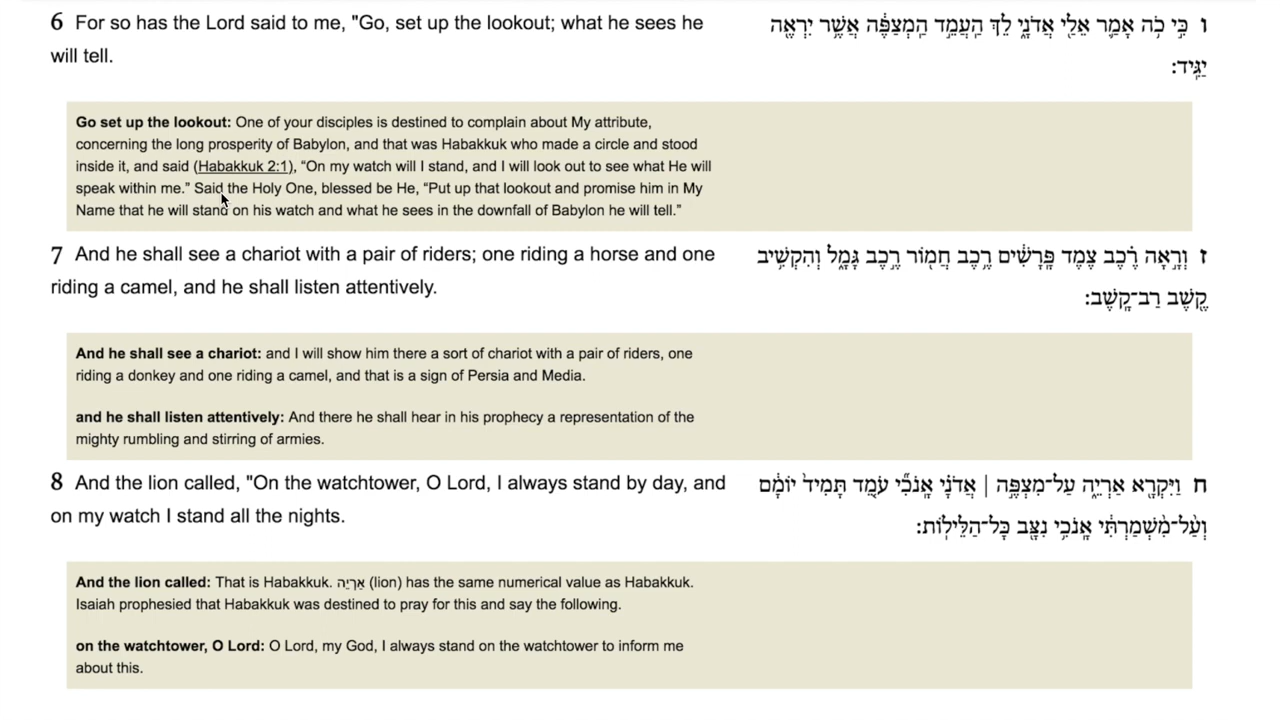 6 For so has the Lord said to me, "Go, set up the lookout; what he sees he
will tell.
ו כִּ֣י כֹ֥ה אָמַ֛ר אֵלַ֖י אֲדֹנָ֑י לֵ֚ךְ הַֽעֲמֵ֣ד הַֽמְצַפֶּ֔ה אֲשֶׁ֥ר יִרְאֶ֖ה
יַגִּֽיד:
Go set up the lookout: One of your disciples is destined to complain about My attribute,
concerning the long prosperity of Babylon, and that was Habakkuk who made a circle and stood
inside it, and said (Habakkuk 2:1), “On my watch will I stand, and I will look out to see what He will
speak within me.” Said the Holy One, blessed be He, “Put up that lookout and promise him in My
Name that he will stand on his watch and what he sees in the downfall of Babylon he will tell.”
7 And he shall see a chariot with a pair of riders; one riding a horse and one
riding a camel, and he shall listen attentively.
ז וְרָ֣אָה רֶ֗כֶב צֶ֚מֶד פָּֽרָשִׁ֔ים רֶ֥כֶב חֲמ֖וֹר רֶ֣כֶב גָּמָ֑ל וְהִקְשִׁ֥יב
קֶ֖שֶׁב רַב־קָֽשֶׁב:
And he shall see a chariot: and I will show him there a sort of chariot with a pair of riders, one
riding a donkey and one riding a camel, and that is a sign of Persia and Media.
and he shall listen attentively: And there he shall hear in his prophecy a representation of the
mighty rumbling and stirring of armies.
8 And the lion called, "On the watchtower, O Lord, I always stand by day, and
on my watch I stand all the nights.
ח וַיִּקְרָ֖א אַרְיֵ֑ה עַל־מִצְפֶּ֣ה | אֲדֹנָ֗י אָֽנֹכִ֞י עֹמֵ֚ד תָּמִיד֙ יוֹמָ֔ם
וְעַ֨ל־מִשְׁמַרְתִּ֔י אָֽנֹכִ֥י נִצָּ֖ב כָּל־הַלֵּילֽוֹת:
And the lion called: That is Habakkuk. אַרְיֵה (lion) has the same numerical value as Habakkuk.
Isaiah prophesied that Habakkuk was destined to pray for this and say the following.
on the watchtower, O Lord: O Lord, my God, I always stand on the watchtower to inform me
about this.